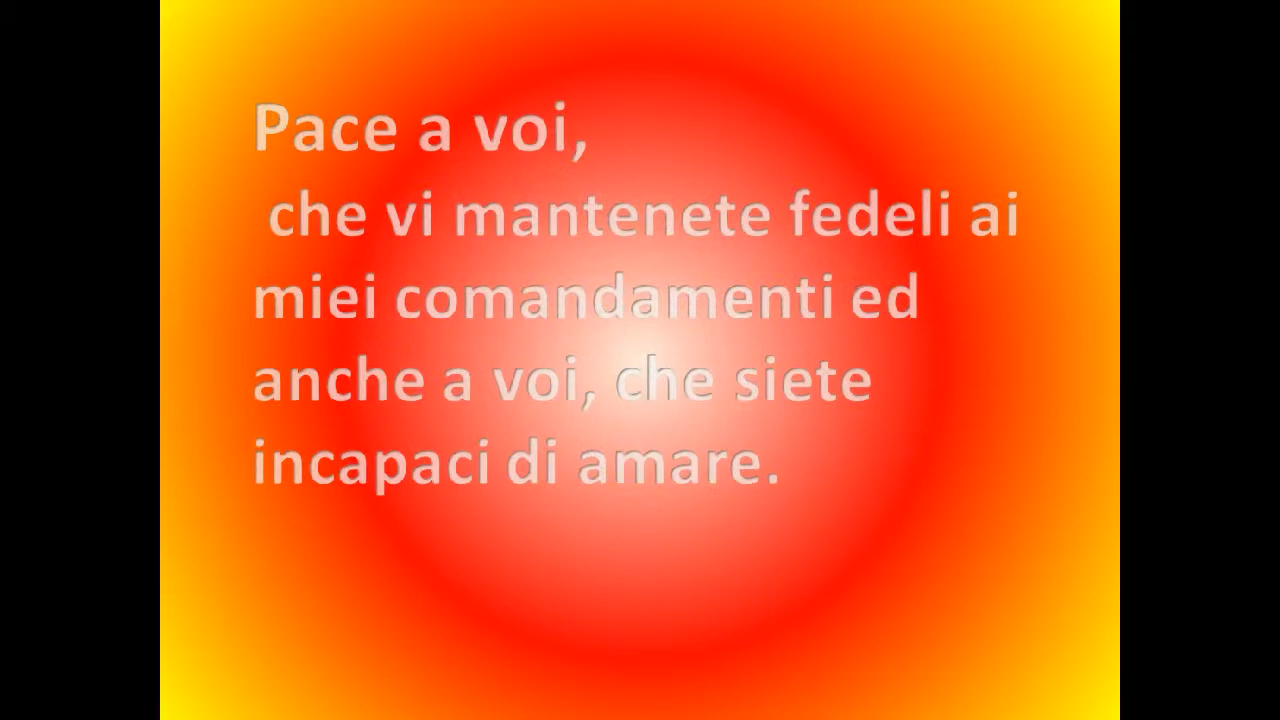 Pace a voi,
che vi mantenete fedeli ai
miei comandamenti ed
anche a voi, che siete
incapaci di amare.